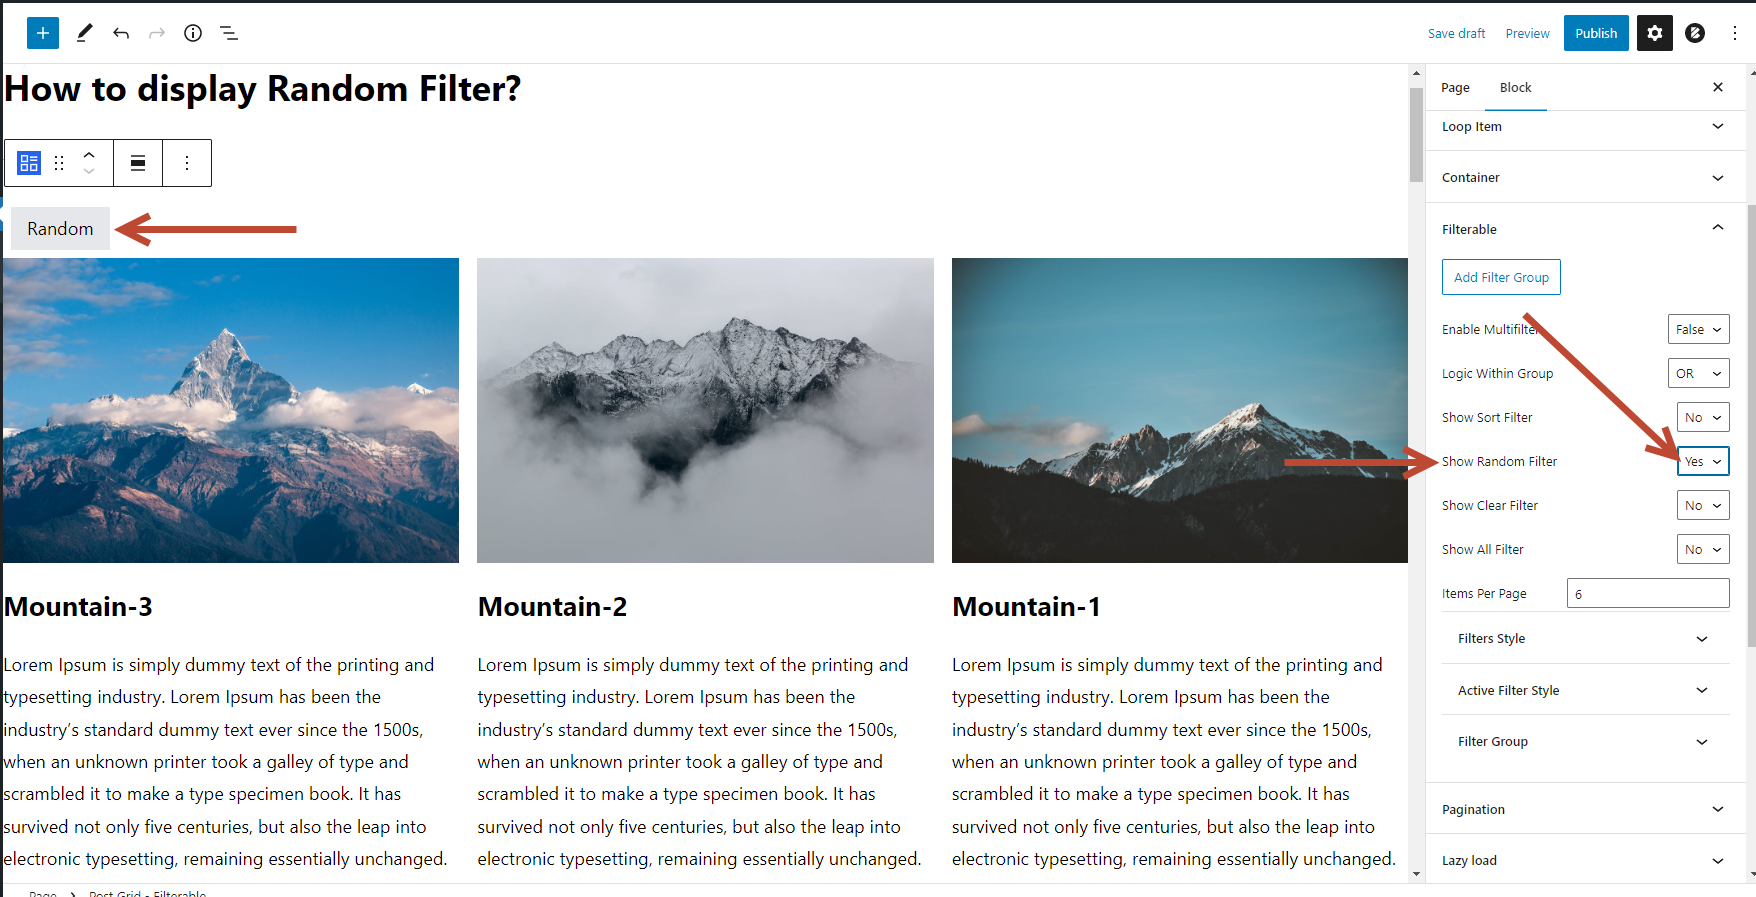 Save draft
Preview
Publish
How to display Random Filter?
Random
Mountain-3
Lorem Ipsum is simply dummy text of the printing and
typesetting industry. Lorem Ipsum has been the
industry’s standard dummy text ever since the 1500s,
when an unknown printer took a galley of type and
scrambled it to make a type specimen book. It has
survived not only five centuries, but also the leap into
electronic typesetting, remaining essentially unchanged.
Mountain-2
Lorem Ipsum is simply dummy text of the printing and
typesetting industry. Lorem Ipsum has been the
industry’s standard dummy text ever since the 1500s,
when an unknown printer took a galley of type and
scrambled it to make a type specimen book. It has
survived not only five centuries, but also the leap into
electronic typesetting, remaining essentially unchanged.
Mountain-1
Lorem Ipsum is simply dummy text of the printing and
typesetting industry. Lorem Ipsum has been the
industry’s standard dummy text ever since the 1500s,
when an unknown printer took a galley of type and
scrambled it to make a type specimen book. It has
survived not only five centuries, but also the leap into
electronic typesetting, remaining essentially unchanged.
Page Block
Loop Item
Container
Filterable
Add Filter Group
Enable Multifilter False
Logic Within Group OR
Show Sort Filter No
Show Random Filter Yes
Show Clear Filter No
Show All Filter No
Items Per Page 6
Filters Style
Active Filter Style
Filter Group
Pagination
Lazy load
Page > Post Grid - Filterable